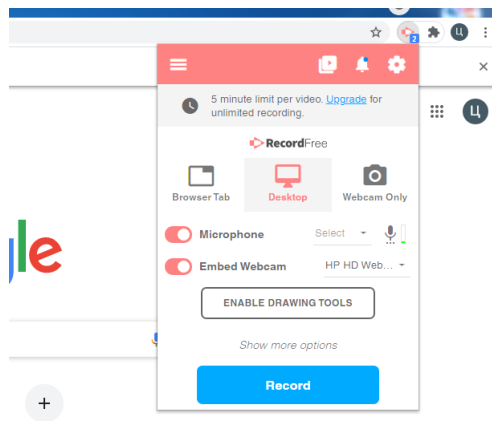 2
Ц
5 minute limit per video. Upgrade for
unlimited recording.
Ц
RecordFree
Browser Tab
Desktop
Webcam Only
Microphone
Select
gle
Embed Webcam
HP HD Web...
ENABLE DRAWING TOOLS
Show more options
Record
+